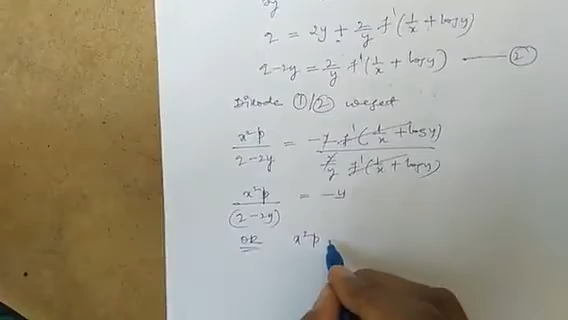 ∂y
q = 2y + 2/y f'(1/x + log y)
q-2y = 2/y f'(1/x + log y) —— ②
Divide ①/② we get
x²p/(q-2y) = -2 f'(1/x + log y)/(2/y f'(1/x + log y))
x²p/(q-2y) = -y
OR x²p